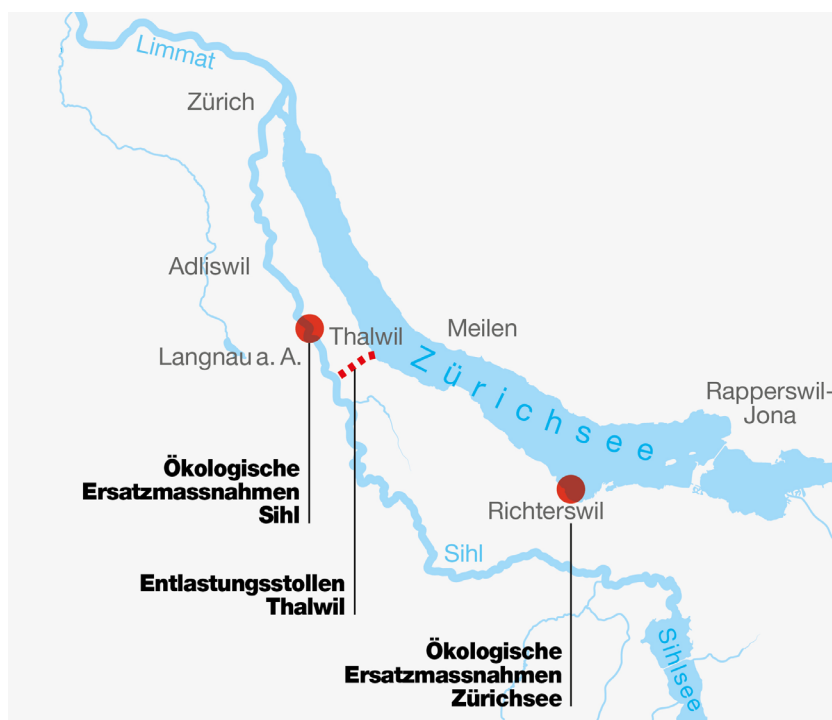 Limmat
Zürich
Adliswil
Thalwil
Meilen
Langnau a. A.
Zürichsee
Rapperswil-
Jona
Ökologische
Ersatzmassnahmen
Sihl
Richterswil
Sihl
Entlastungsstollen
Thalwil
Ökologische
Ersatzmassnahmen
Zürichsee
Sihlsee